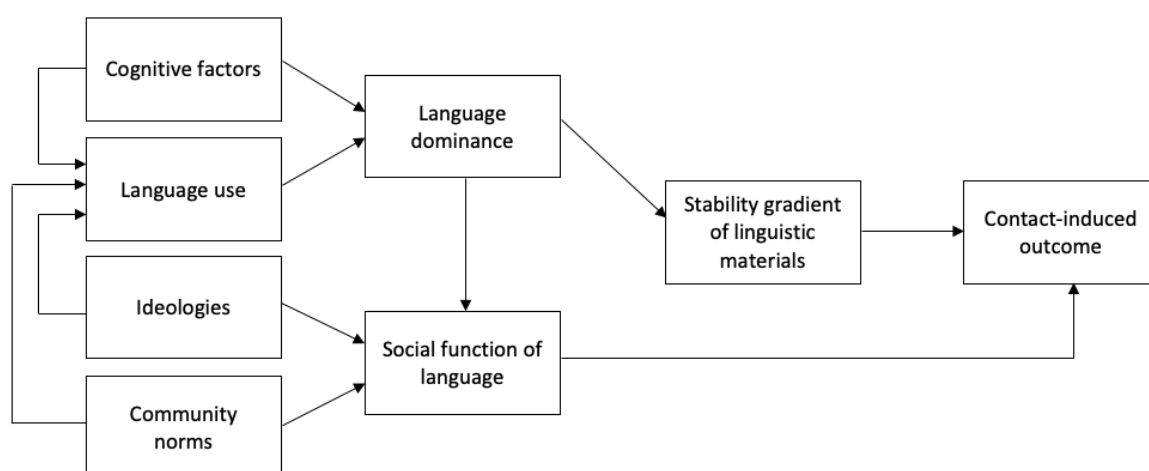 Cognitive factors
Language use
Ideologies
Community
norms
Language
dominance
Social function of
language
Stability gradient
of linguistic
materials
Contact-induced
outcome